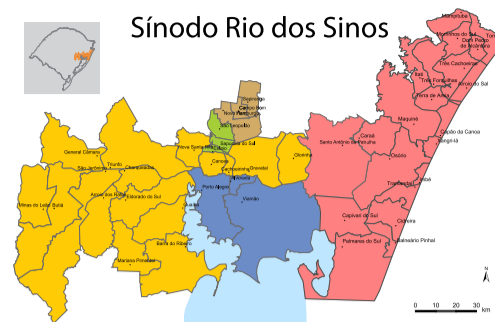 Sínodo Rio dos Sinos
Mampituba
Morrinhos do Sul
Dom Pedro
de Alcântara
Torres
Três Cachoeiras
Itati
Três Forquilhas
Arroio do Sal
Terra de Areia
Maquiné
Capão da Canoa
Xangri-lá
Caraá
Santo Antônio da Patrulha
Osório
Imbé
Tramandaí
Cidreira
Capivari do Sul
Balneário Pinhal
Palmares do Sul
Sapiranga
Campo Bom
Novo Hamburgo
São Leopoldo
Sapucaia do Sul
Nova Santa Rita
Canoas
Cachoeirinha
Gravataí
Glorinha
Alvorada
Porto Alegre
Viamão
Guaíba
General Câmara
Triunfo
São Jerônimo
Charqueadas
Arroio dos Ratos
Eldorado do Sul
Minas do Leão
Butiá
Barra do Ribeiro
Mariana Pimentel
N
0 10 20 30
km